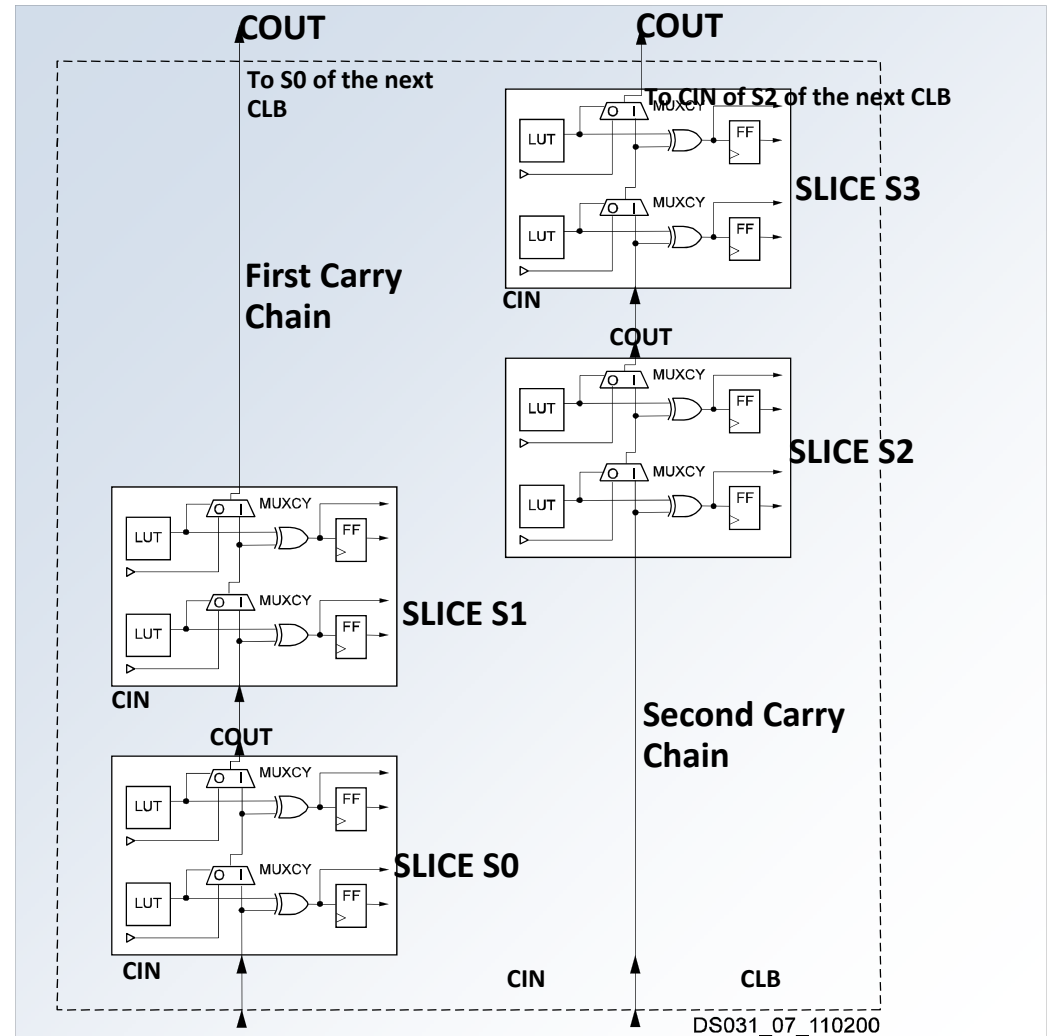 COUT
COUT
To S0 of the next
CLB
To CIN of S2 of the next CLB
O I
MUXCY
LUT
FF
SLICE S3
O I
MUXCY
LUT
FF
First Carry
Chain
CIN
COUT
O I
MUXCY
LUT
FF
SLICE S2
O I
MUXCY
LUT
FF
O I
MUXCY
LUT
FF
SLICE S1
O I
MUXCY
LUT
FF
CIN
Second Carry
Chain
COUT
O I
MUXCY
LUT
FF
SLICE S0
O I
MUXCY
LUT
FF
CIN
CIN
CLB
DS031_07_110200